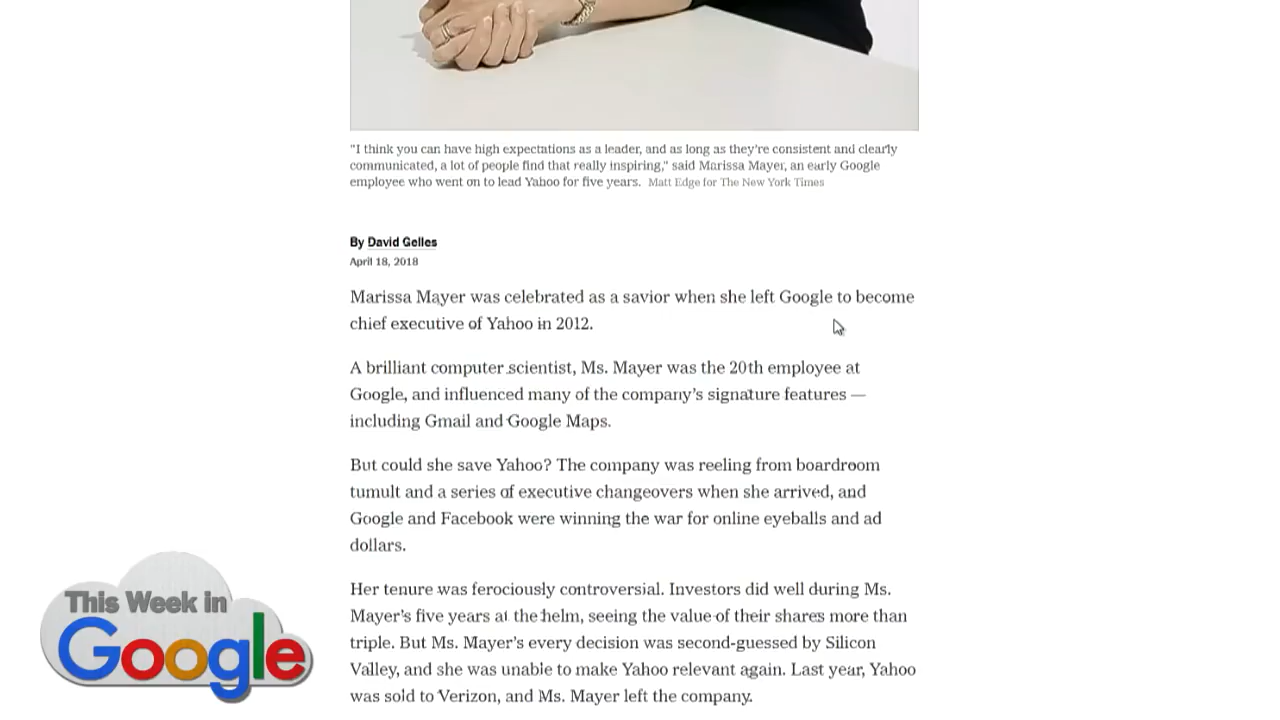 "I think you can have high expectations as a leader, and as long as they're consistent and clearly
communicated, a lot of people find that really inspiring," said Marissa Mayer, an early Google
employee who went on to lead Yahoo for five years. Matt Edge for The New York Times
By David Gelles
April 18, 2018
Marissa Mayer was celebrated as a savior when she left Google to become
chief executive of Yahoo in 2012.
A brilliant computer scientist, Ms. Mayer was the 20th employee at
Google, and influenced many of the company's signature features —
including Gmail and Google Maps.
But could she save Yahoo? The company was reeling from boardroom
tumult and a series of executive changeovers when she arrived, and
Google and Facebook were winning the war for online eyeballs and ad
dollars.
Her tenure was ferociously controversial. Investors did well during Ms.
Mayer's five years at the helm, seeing the value of their shares more than
triple. But Ms. Mayer's every decision was second-guessed by Silicon
Valley, and she was unable to make Yahoo relevant again. Last year, Yahoo
was sold to Verizon, and Ms. Mayer left the company.
This Week in
Google